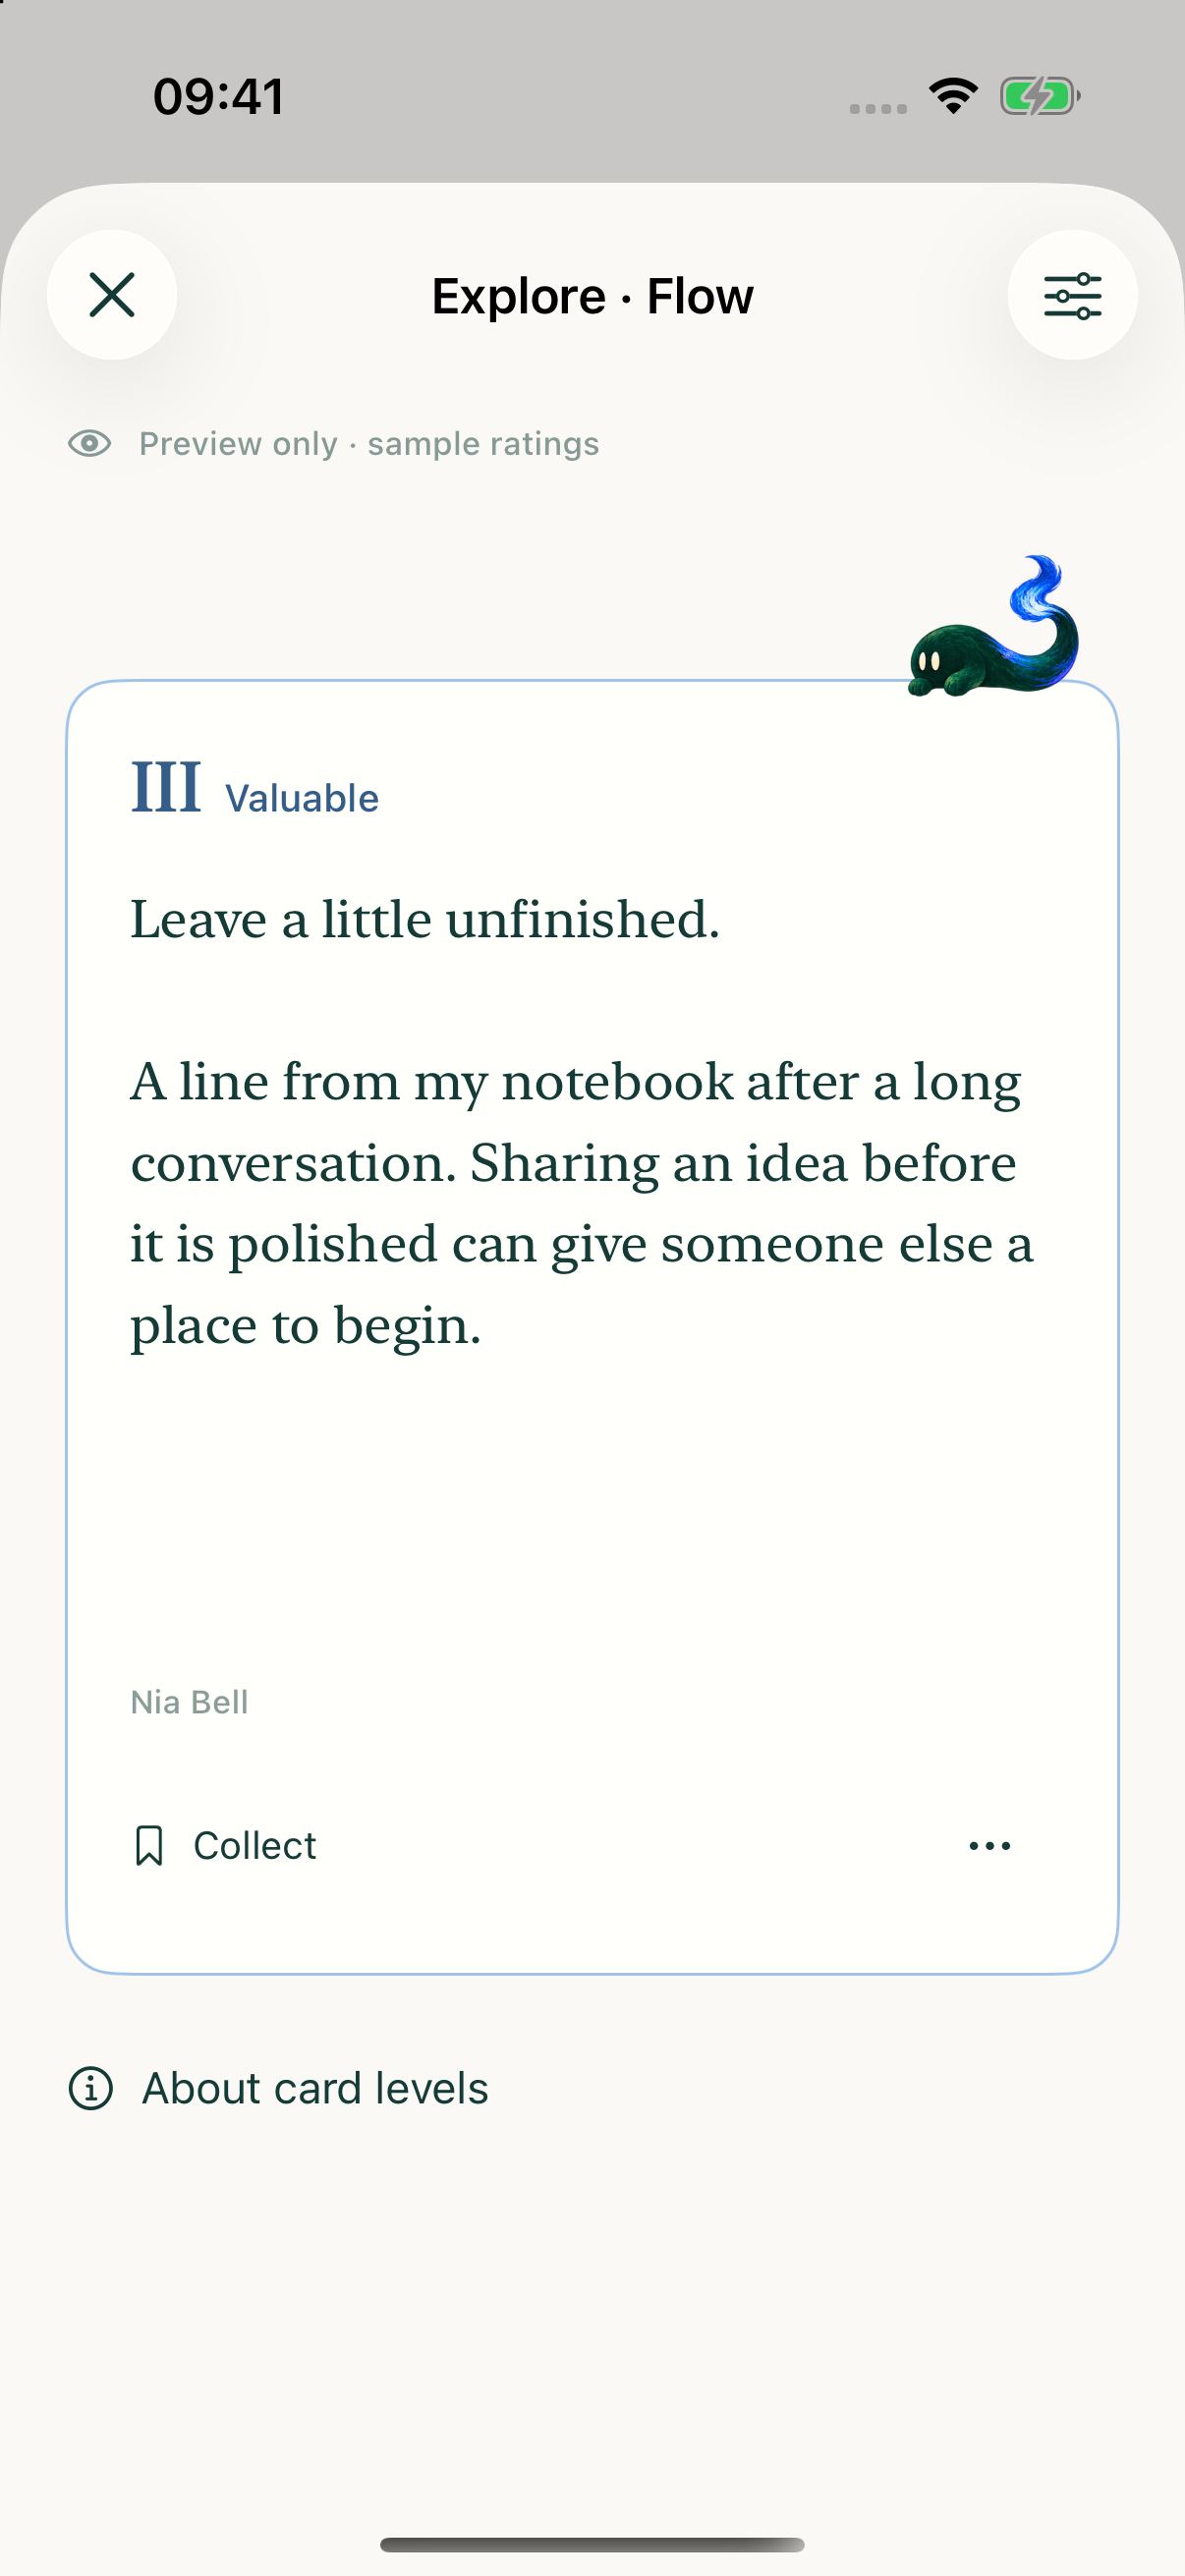 09:41
Explore · Flow
Preview only · sample ratings
III Valuable
Leave a little unfinished.
A line from my notebook after a long
conversation. Sharing an idea before
it is polished can give someone else a
place to begin.
Nia Bell
Collect
About card levels